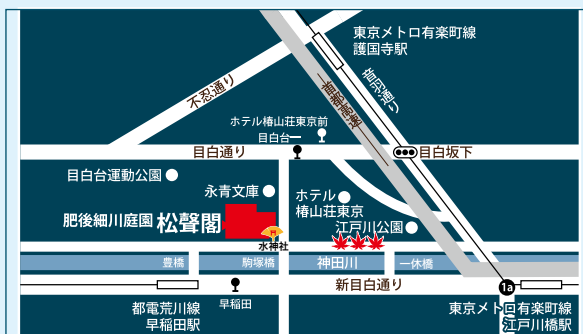 東京メトロ有楽町線
護国寺駅
不忍通り
音羽通り
首都高速
ホテル椿山荘東京前
目白台一
目白通り
目白坂下
目白台運動公園
永青文庫
ホテル
椿山荘東京
肥後細川庭園 松聲閣
江戸川公園
水神社
豊橋
駒塚橋
神田川
一休橋
新目白通り
1a
早稲田
都電荒川線
早稲田駅
東京メトロ有楽町線
江戸川橋駅